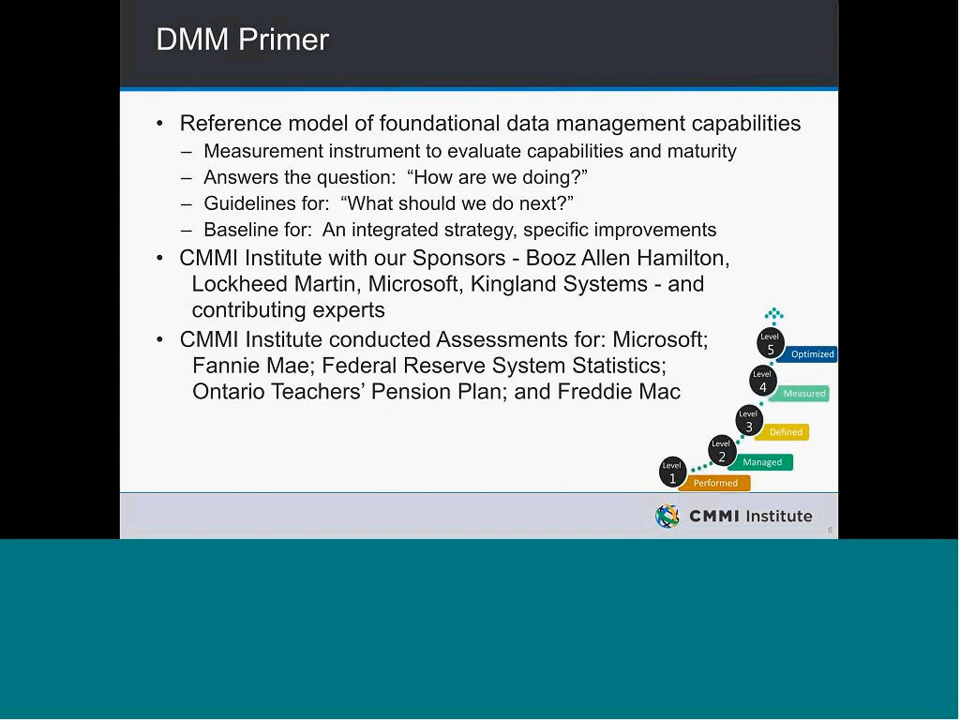 DMM Primer
• Reference model of foundational data management capabilities
– Measurement instrument to evaluate capabilities and maturity
– Answers the question:  “How are we doing?”
– Guidelines for:  “What should we do next?”
– Baseline for:  An integrated strategy, specific improvements
• CMMI Institute with our Sponsors - Booz Allen Hamilton,
Lockheed Martin, Microsoft, Kingland Systems - and
contributing experts
• CMMI Institute conducted Assessments for: Microsoft;
Fannie Mae; Federal Reserve System Statistics;
Ontario Teachers’ Pension Plan; and Freddie Mac
Level
5
Optimized
Level
4
Measured
Level
3
Defined
Level
2
Managed
Level
1
Performed
CMMI Institute
6